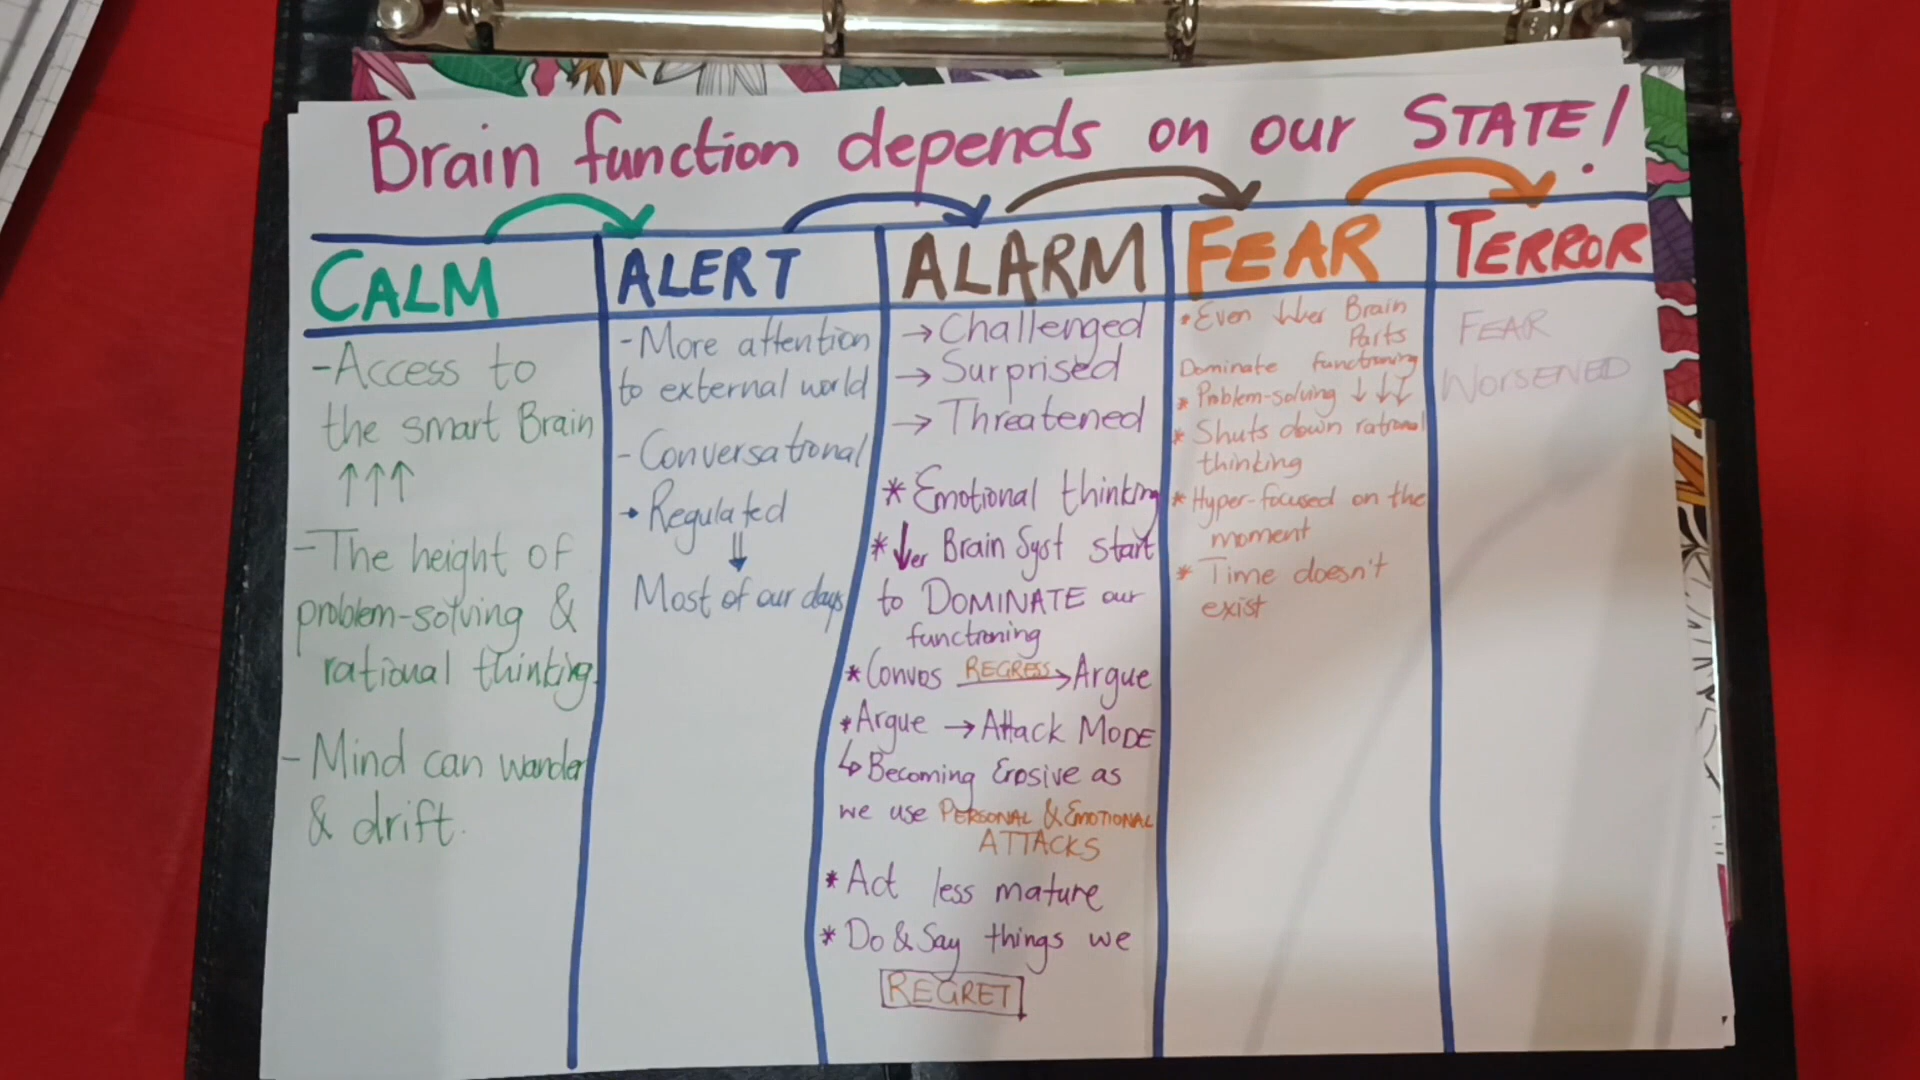 Brain function depends on our STATE!
CALM
- Access to
the smart Brain
↑↑↑
- The height of
problem-solving &
rational thinking.
- Mind can wander
& drift.
ALERT
- More attention
to external world
- Conversational
→ Regulated
⇓
Most of our days
ALARM
→ Challenged
→ Surprised
→ Threatened
* Emotional thinking
* ↓er Brain Syst start
to DOMINATE our
functioning
* Convos REGRESS → Argue
* Argue → Attack MODE
↳ Becoming Erosive as
we use PERSONAL & EMOTIONAL
ATTACKS
* Act less mature
* Do & Say things we
REGRET
FEAR
• Even ↓er Brain
Parts
Dominate functioning
* Problem-solving ↓↓↓
* Shuts down rational
thinking
* Hyper-focused on the
moment
* Time doesn't
exist
TERROR
FEAR
WORSENED